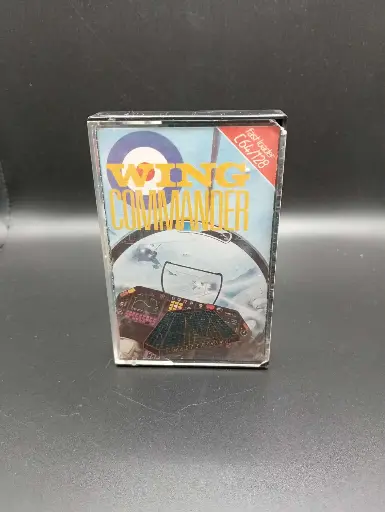 Fast loader
C64/128
WING
COMMANDER